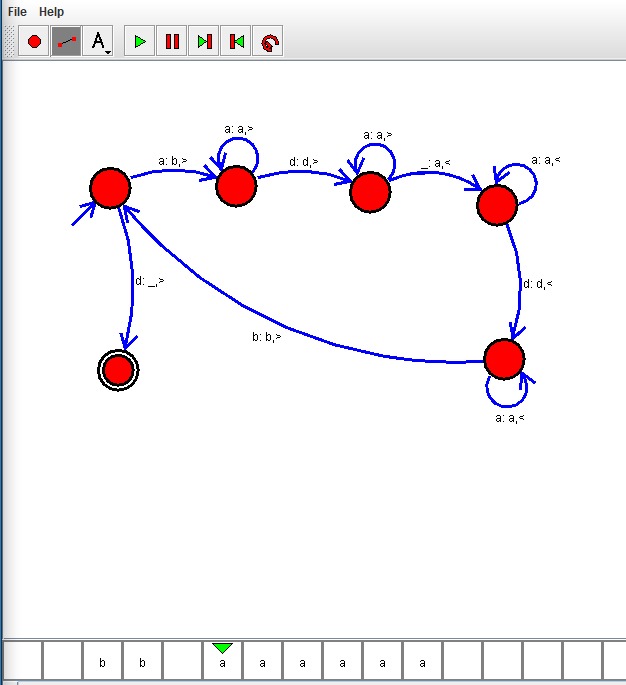 File Help
A
a: a,>
a: a,>
a: b,>
d: d,>
_: a,<
a: a,<
d: _,>
d: d,<
b: b,>
a: a,<
b b a a a a a a